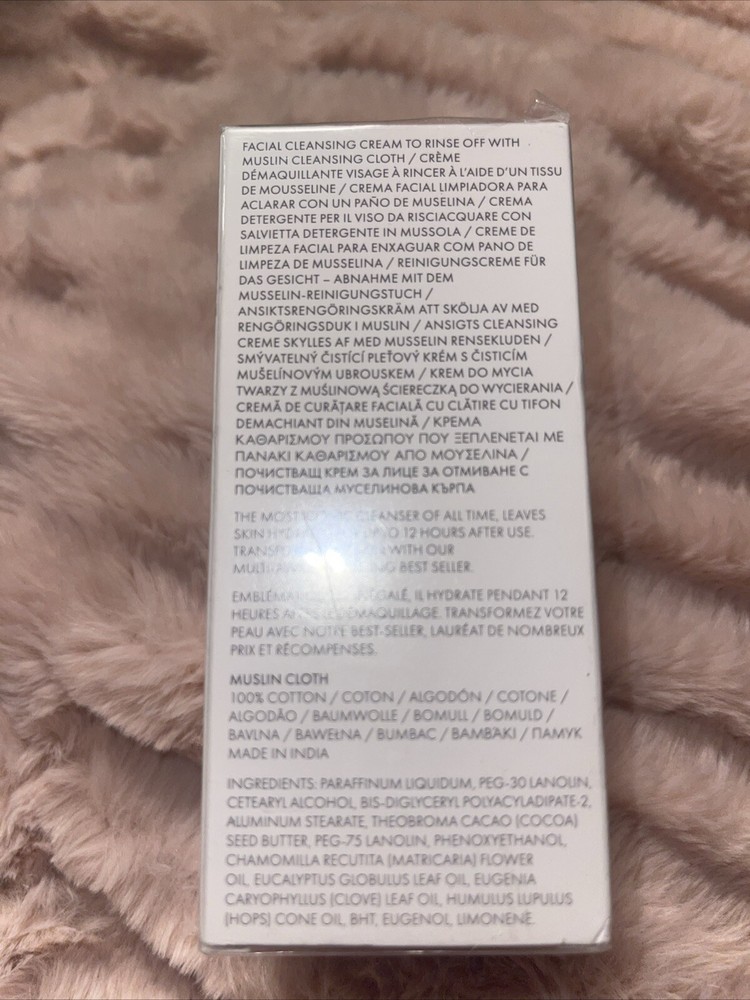 FACIAL CLEANSING CREAM TO RINSE OFF WITH
MUSLIN CLEANSING CLOTH / CRÈME
DÉMAQUILLANTE VISAGE À RINCER À L'AIDE D'UN TISSU
DE MOUSSELINE / CREMA FACIAL LIMPIADORA PARA
ACLARAR CON UN PAÑO DE MUSELINA / CREMA
DETERGENTE PER IL VISO DA RISCIACQUARE CON
SALVIETTA DETERGENTE IN MUSSOLA / CREME DE
LIMPEZA FACIAL PARA ENXAGUAR COM PANO DE
LIMPEZA DE MUSSELINA / REINIGUNGSCREME FÜR
DAS GESICHT – ABNAHME MIT DEM
MUSSELIN-REINIGUNGSTUCH /
ANSIKTSRENGÖRINGSKRÄM ATT SKÖLJA AV MED
RENGÖRINGSDUK I MUSLIN / ANSIGTS CLEANSING
CREME SKYLLES AF MED MUSSELIN RENSEKLUDEN /
SMÝVATELNÝ ČISTÍCÍ PLEŤOVÝ KRÉM S ČISTICÍM
MUŠELÍNOVÝM UBROUSKEM / KREM DO MYCIA
TWARZY Z MUŚLINOWĄ ŚCIERECZKĄ DO WYCIERANIA /
CREMĂ DE CURĂȚARE FACIALĂ CU CLĂTIRE CU TIFON
DEMACHIANT DIN MUSELINĂ / ΚΡΕΜΑ
ΚΑΘΑΡΙΣΜΟΥ ΠΡΟΣΩΠΟΥ ΠΟΥ ΞΕΠΛΕΝΕΤΑΙ ΜΕ
ΠΑΝΑΚΙ ΚΑΘΑΡΙΣΜΟΥ ΑΠΟ ΜΟΥΣΕΛΙΝΑ /
ПОЧИСТВАЩ КРЕМ ЗА ЛИЦЕ ЗА ОТМИВАНЕ С
ПОЧИСТВАЩА МУСЕЛИНОВА КЪРПА
THE MOST CLEANSER OF ALL TIME, LEAVES
SKIN TO 12 HOURS AFTER USE.
WITH OUR
BEST SELLER.
IL HYDRATE PENDANT 12
HEURES DÉMAQUILLAGE. TRANSFORMEZ VOTRE
PEAU AVEC NOTRE BEST-SELLER, LAURÉAT DE NOMBREUX
PRIX ET RÉCOMPENSES.
MUSLIN CLOTH
100% COTTON / COTON / ALGODÓN / COTONE /
ALGODÃO / BAUMWOLLE / BOMULL / BOMULD /
BAVLNA / BAWEŁNA / BUMBAC / ΒΑΜΒΆΚΙ / ПАМУК
MADE IN INDIA
INGREDIENTS: PARAFFINUM LIQUIDUM, PEG-30 LANOLIN,
CETEARYL ALCOHOL, BIS-DIGLYCERYL POLYACYLADIPATE-2,
ALUMINUM STEARATE, THEOBROMA CACAO (COCOA)
SEED BUTTER, PEG-75 LANOLIN, PHENOXYETHANOL,
CHAMOMILLA RECUTITA (MATRICARIA) FLOWER
OIL, EUCALYPTUS GLOBULUS LEAF OIL, EUGENIA
CARYOPHYLLUS (CLOVE) LEAF OIL, HUMULUS LUPULUS
(HOPS) CONE OIL, BHT, EUGENOL, LIMONENE.